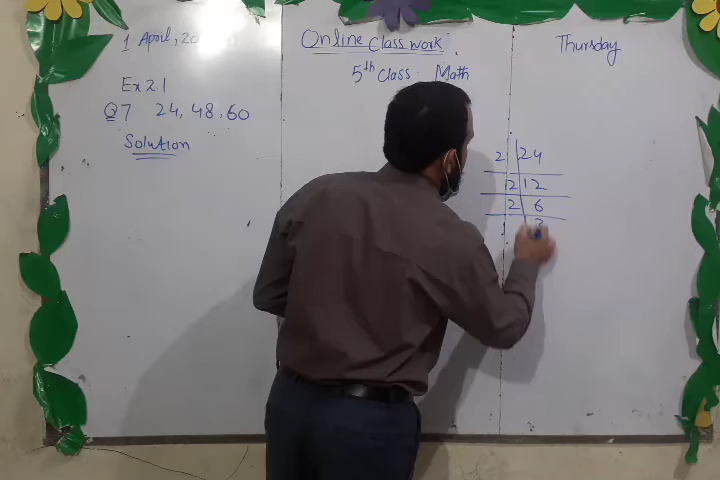 1 April, 20
Online Class work.
Thursday
5th Class Math
Ex 2.1
Q7 24, 48, 60
Solution
2 24
2 12
2 6
3